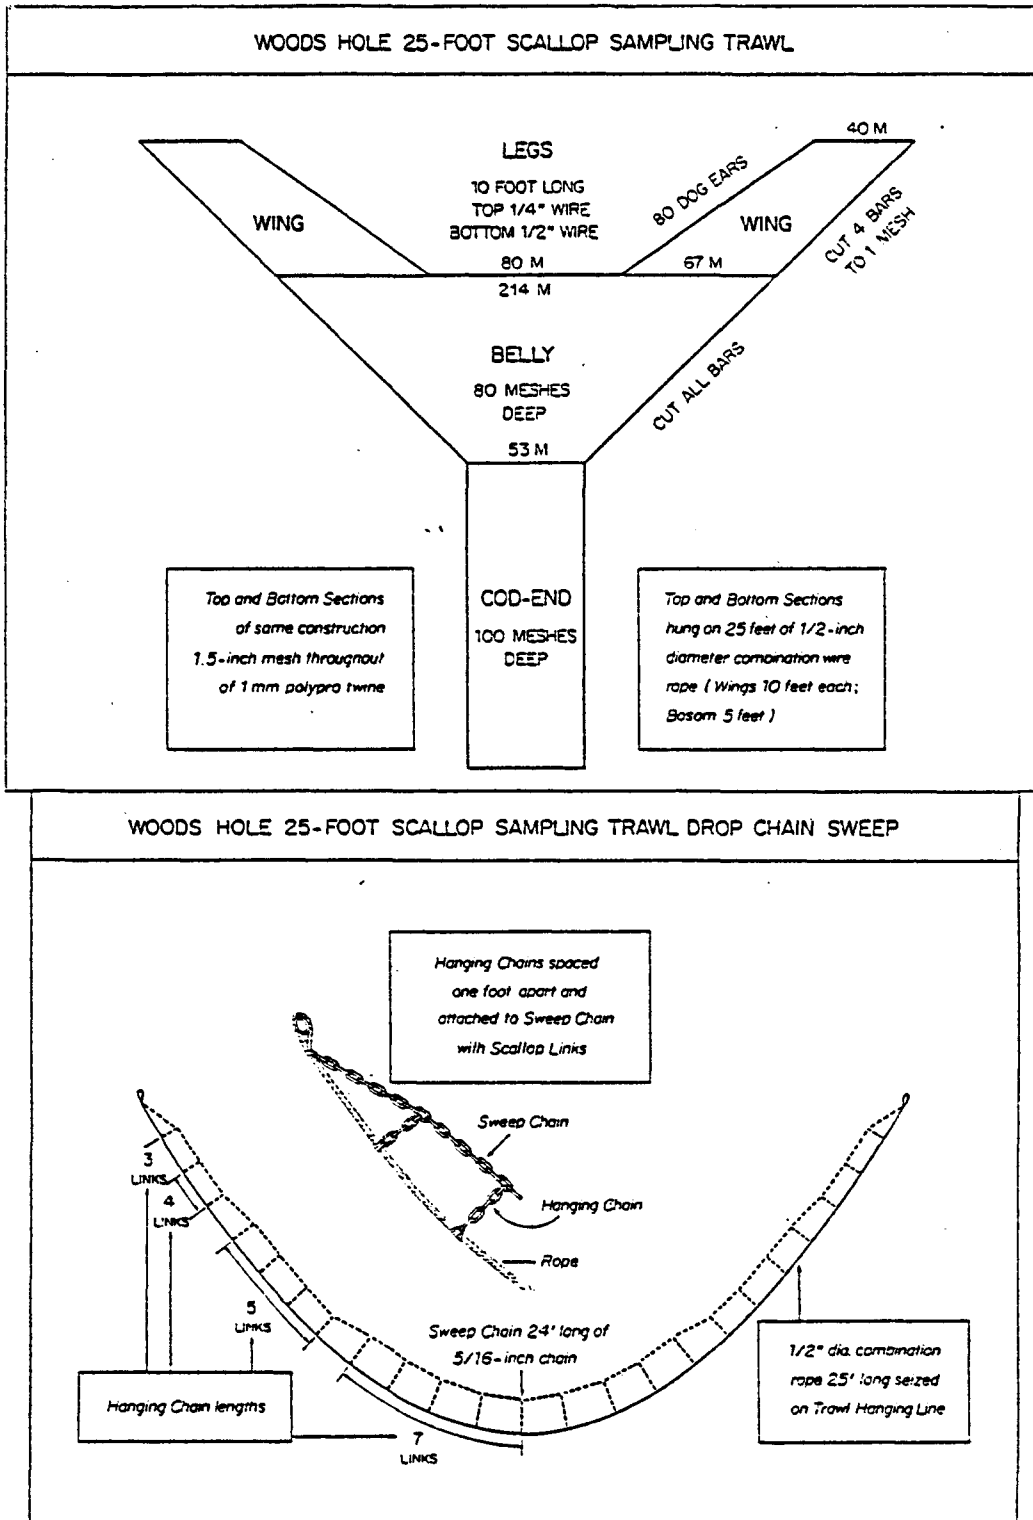 WOODS HOLE 25-FOOT SCALLOP SAMPLING TRAWL
40 M
LEGS
10 FOOT LONG
TOP 1/4" WIRE
BOTTOM 1/2" WIRE
80 DOG EARS
WING
WING
CUT 4 BARS
TO 1 MESH
80 M
67 M
214 M
BELLY
80 MESHES
DEEP
CUT ALL BARS
53 M
Top and Bottom Sections
of same construction
1.5-inch mesh throughout
of 1 mm polypro twine
COD-END
100 MESHES
DEEP
Top and Bottom Sections
hung on 25 feet of 1/2-inch
diameter combination wire
rope ( Wings 10 feet each;
Bosom 5 feet )
WOODS HOLE 25-FOOT SCALLOP SAMPLING TRAWL DROP CHAIN SWEEP
Hanging Chains spaced
one foot apart and
attached to Sweep Chain
with Scallop Links
Sweep Chain
Hanging Chain
Rope
3
LINKS
4
LINKS
5
LINKS
Sweep Chain 24' long of
5/16-inch chain
1/2" dia. combination
rope 25' long seized
on Trawl Hanging Line
Hanging Chain lengths
7
LINKS